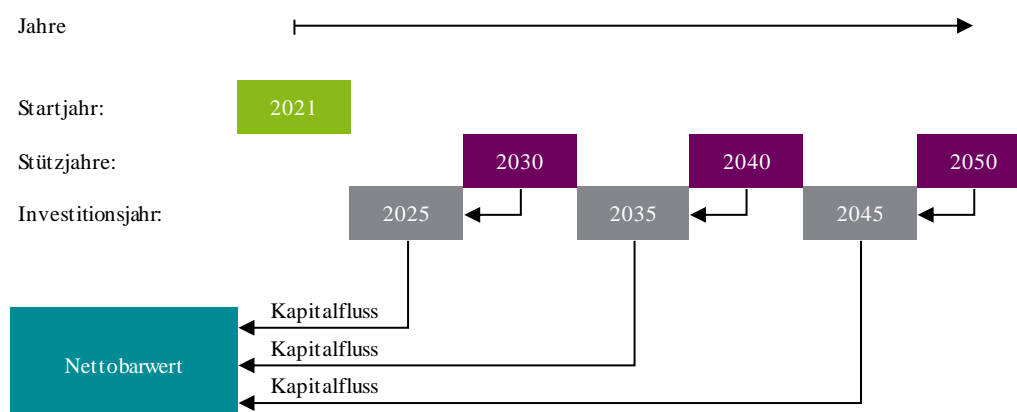 Jahre
Startjahr: 2021
Stützjahre: 2030 2040 2050
Investitionsjahr: 2025 2035 2045
Kapitalfluss
Kapitalfluss
Nettobarwert
Kapitalfluss